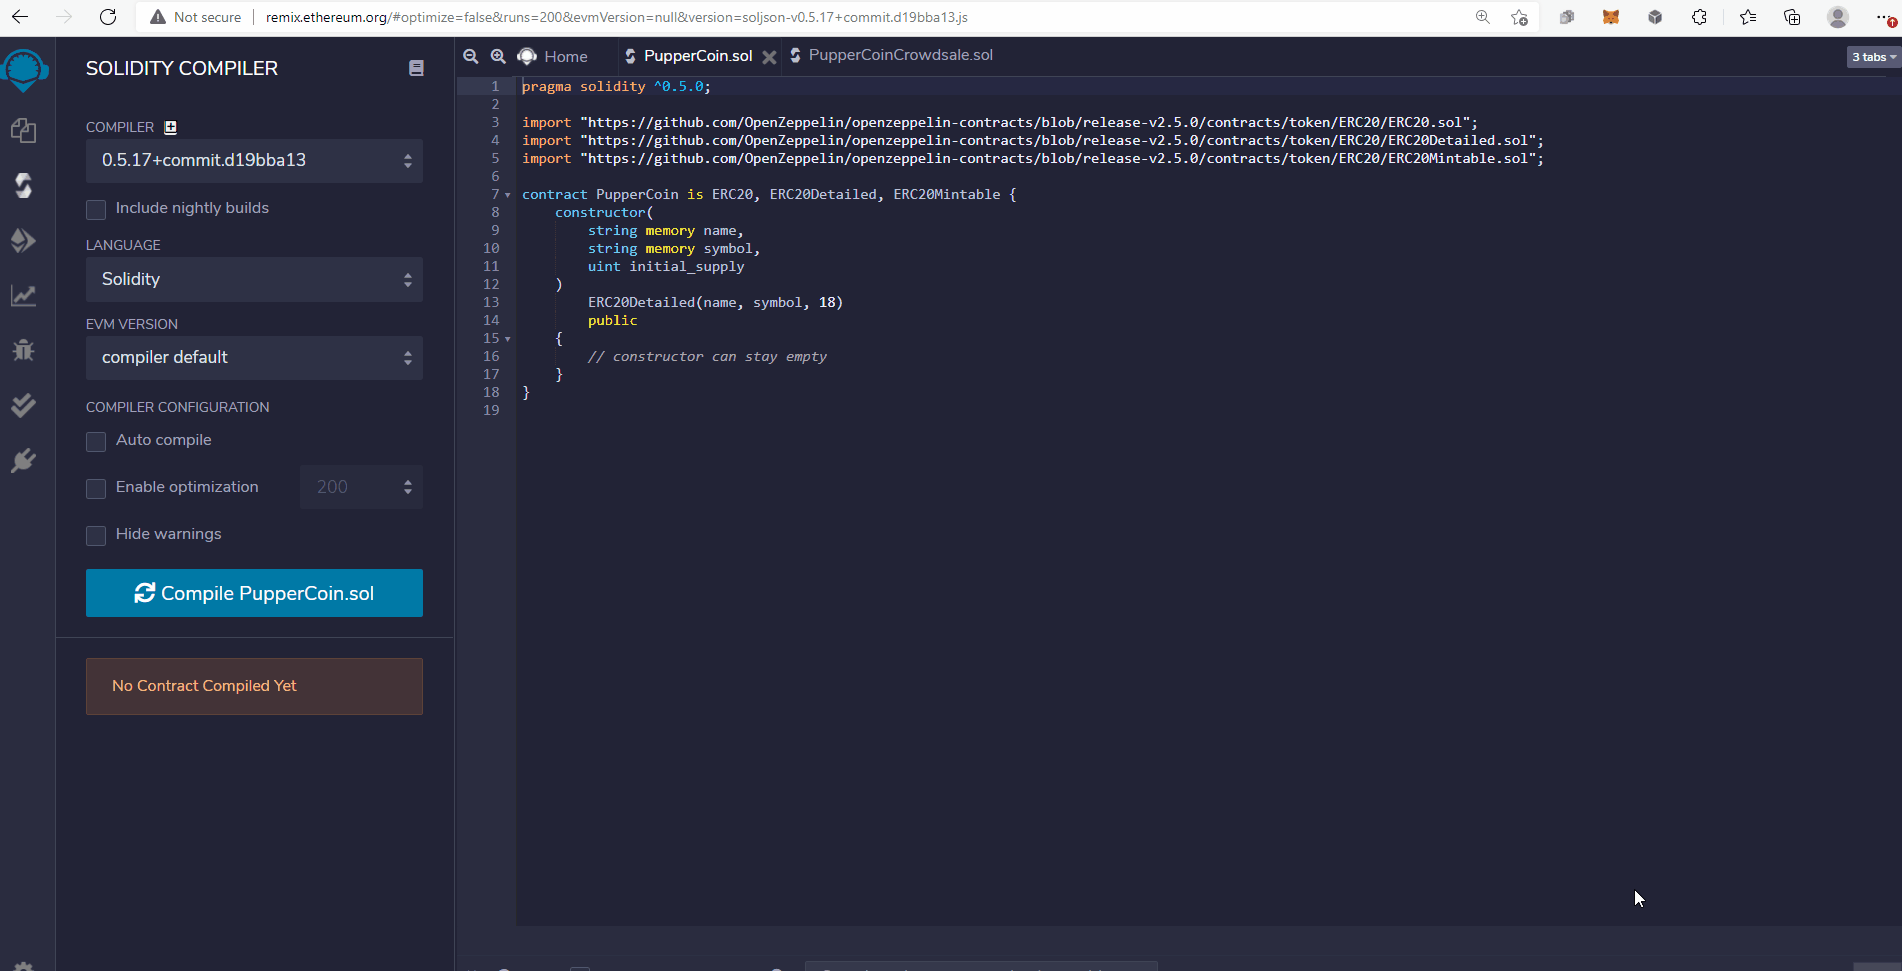 Not secure | remix.ethereum.org/#optimize=false&runs=200&evmVersion=null&version=soljson-v0.5.17+commit.d19bba13.js
SOLIDITY COMPILER
COMPILER
0.5.17+commit.d19bba13
Include nightly builds
LANGUAGE
Solidity
EVM VERSION
compiler default
COMPILER CONFIGURATION
Auto compile
Enable optimization 200
Hide warnings
Compile PupperCoin.sol
No Contract Compiled Yet
Home PupperCoin.sol PupperCoinCrowdsale.sol 3 tabs
1 pragma solidity ^0.5.0;
2
3 import "https://github.com/OpenZeppelin/openzeppelin-contracts/blob/release-v2.5.0/contracts/token/ERC20/ERC20.sol";
4 import "https://github.com/OpenZeppelin/openzeppelin-contracts/blob/release-v2.5.0/contracts/token/ERC20/ERC20Detailed.sol";
5 import "https://github.com/OpenZeppelin/openzeppelin-contracts/blob/release-v2.5.0/contracts/token/ERC20/ERC20Mintable.sol";
6
7 contract PupperCoin is ERC20, ERC20Detailed, ERC20Mintable {
8 constructor(
9 string memory name,
10 string memory symbol,
11 uint initial_supply
12 )
13 ERC20Detailed(name, symbol, 18)
14 public
15 {
16 // constructor can stay empty
17 }
18 }
19